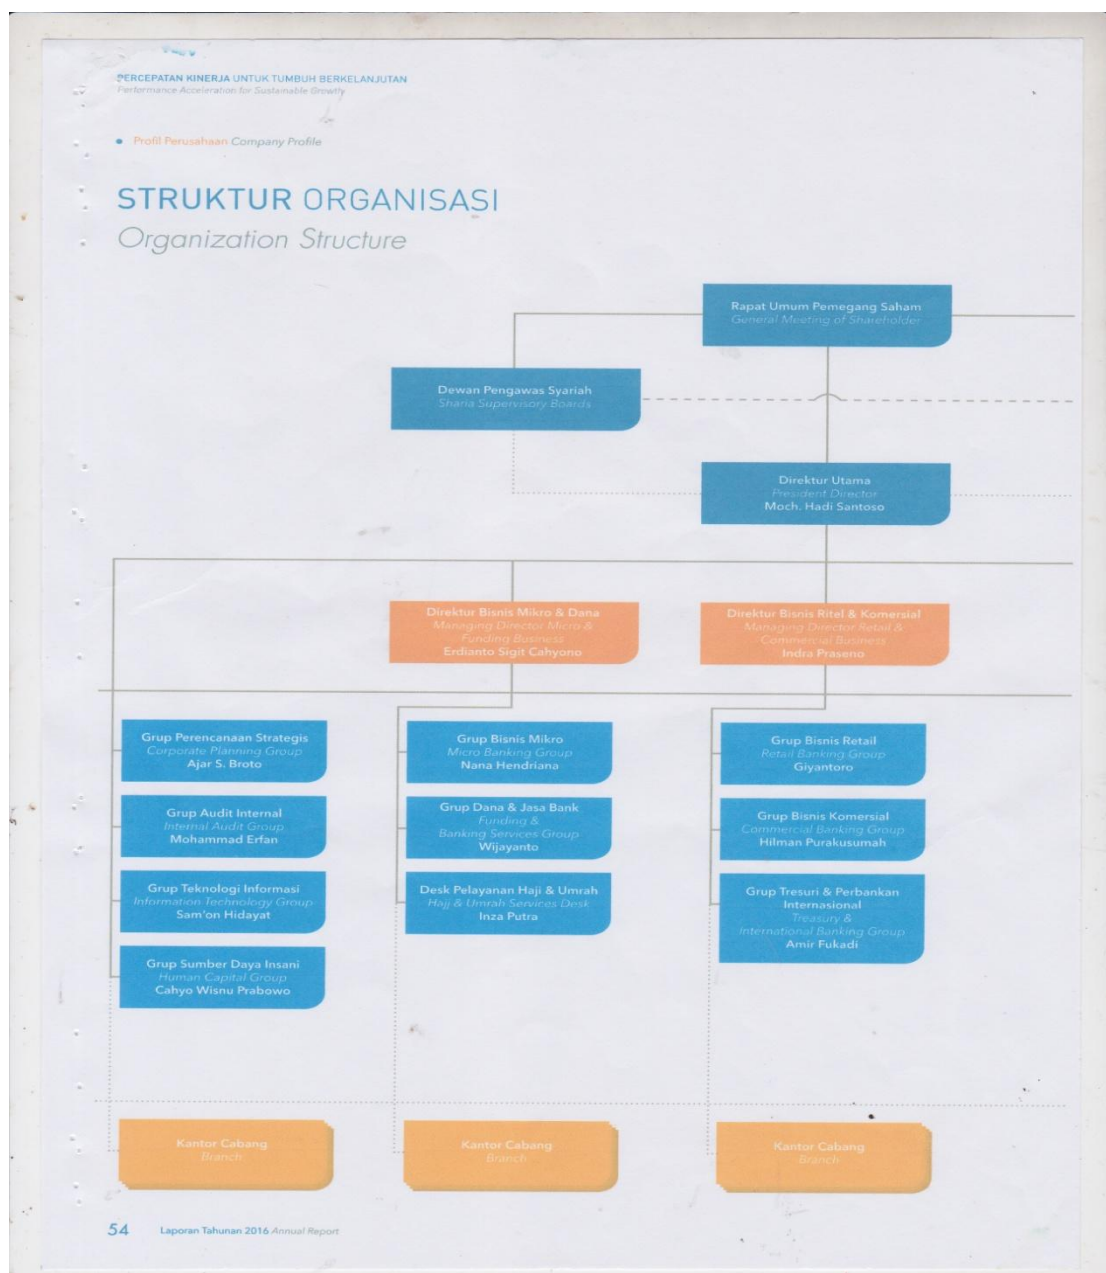 PERCEPATAN KINERJA UNTUK TUMBUH BERKELANJUTAN
Performance Acceleration for Sustainable Growth
Profil Perusahaan Company Profile
STRUKTUR ORGANISASI
Organization Structure
Rapat Umum Pemegang Saham
General Meeting of Shareholder
Dewan Pengawas Syariah
Sharia Supervisory Boards
Direktur Utama
President Director
Moch. Hadi Santoso
Direktur Bisnis Mikro & Dana
Managing Director Micro &
Funding Business
Erdianto Sigit Cahyono
Direktur Bisnis Ritel & Komersial
Managing Director Retail &
Commercial Business
Indra Praseno
Grup Perencanaan Strategis
Corporate Planning Group
Ajar S. Broto
Grup Audit Internal
Internal Audit Group
Mohammad Erfan
Grup Teknologi Informasi
Information Technology Group
Sam'on Hidayat
Grup Sumber Daya Insani
Human Capital Group
Cahyo Wisnu Prabowo
Grup Bisnis Mikro
Micro Banking Group
Nana Hendriana
Grup Dana & Jasa Bank
Funding &
Banking Services Group
Wijayanto
Desk Pelayanan Haji & Umrah
Hajj & Umrah Services Desk
Inza Putra
Grup Bisnis Retail
Retail Banking Group
Giyantoro
Grup Bisnis Komersial
Commercial Banking Group
Hilman Purakusumah
Grup Tresuri & Perbankan
Internasional
Treasury &
International Banking Group
Amir Fukadi
Kantor Cabang
Branch
Kantor Cabang
Branch
Kantor Cabang
Branch
54 Laporan Tahunan 2016 Annual Report